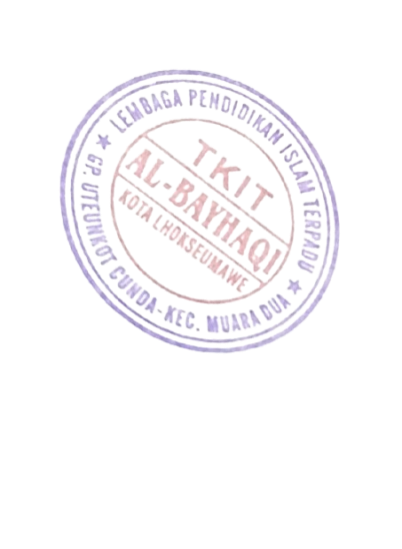 LEMBAGA PENDIDIKAN ISLAM TERPADU
TKIT
AL-BAYHAQI
KOTA LHOKSEUMAWE
GP. UTEUNKOT CUNDA-KEC. MUARA DUA